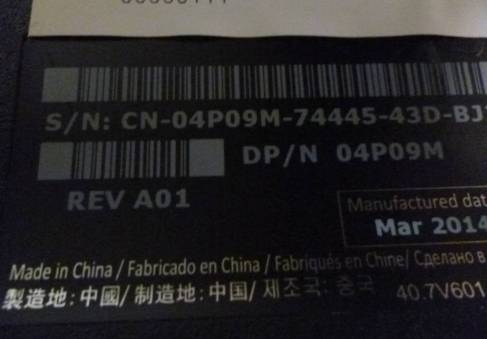 S/N: CN-04P09M-74445-43D-BJ
DP/N 04P09M
REV A01
Manufactured dat
Mar 2014
Made in China / Fabricado en China / Fabriqués en Chine/ Сделано в
製造地: 中國/ 制造地: 中国/ 제조국: 중국
40.7V601